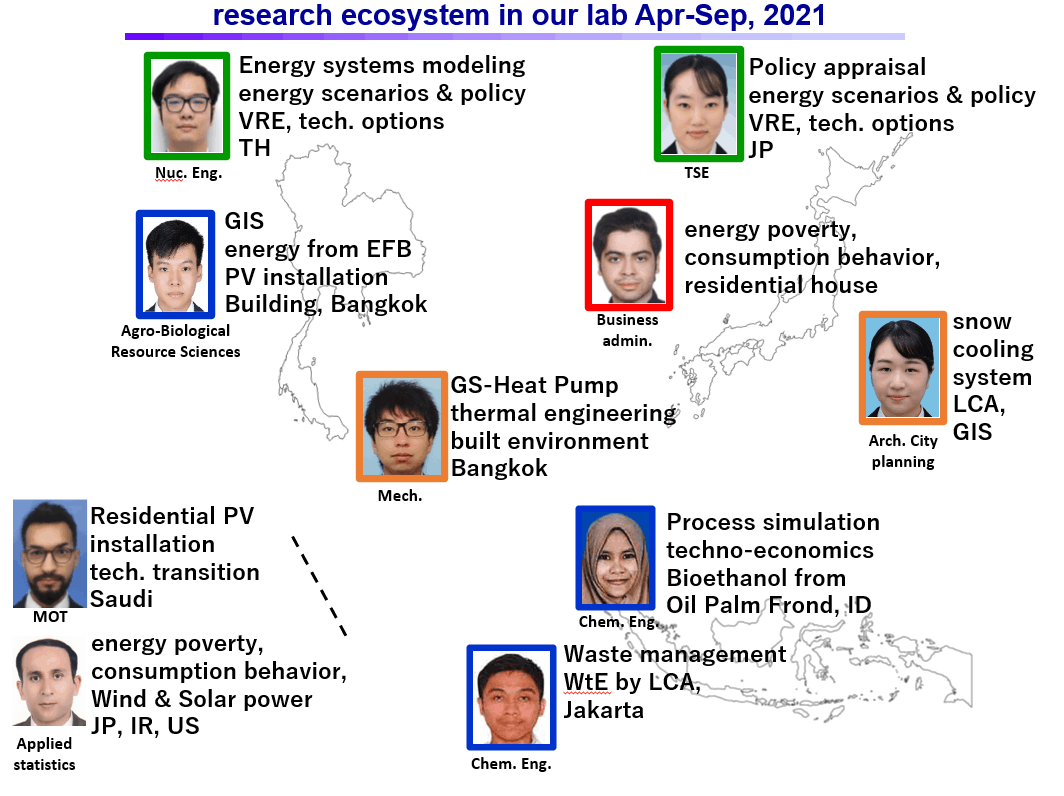 research ecosystem in our lab Apr-Sep, 2021
Energy systems modeling
energy scenarios & policy
VRE, tech. options
TH
Nuc. Eng.
Policy appraisal
energy scenarios & policy
VRE, tech. options
JP
TSE
GIS
energy from EFB
PV installation
Building, Bangkok
Agro-Biological
Resource Sciences
energy poverty,
consumption behavior,
residential house
Business
admin.
snow
cooling
system
LCA,
GIS
Arch. City
planning
GS-Heat Pump
thermal engineering
built environment
Bangkok
Mech.
Residential PV
installation
tech. transition
Saudi
MOT
Process simulation
techno-economics
Bioethanol from
Oil Palm Frond, ID
Chem. Eng.
energy poverty,
consumption behavior,
Wind & Solar power
JP, IR, US
Applied
statistics
Waste management
WtE by LCA,
Jakarta
Chem. Eng.